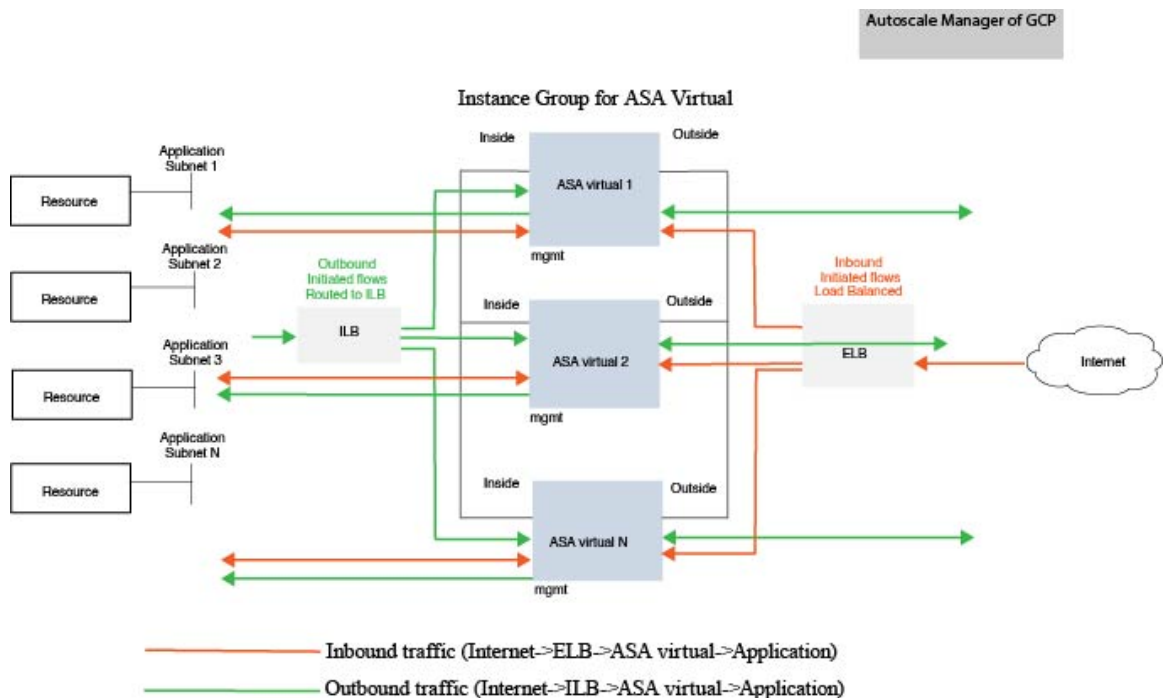 Autoscale Manager of GCP
Instance Group for ASA Virtual
Inside
Outside
Application
Subnet 1
Resource
ASA virtual 1
mgmt
Application
Subnet 2
Resource
Outbound
Initiated flows
Routed to ILB
ILB
Inside
Outside
ASA virtual 2
mgmt
Inbound
Initiated flows
Load Balanced
ELB
Internet
Application
Subnet 3
Resource
Application
Subnet N
Resource
Inside
Outside
ASA virtual N
mgmt
Inbound traffic (Internet->ELB->ASA virtual->Application)
Outbound traffic (Internet->ILB->ASA virtual->Application)